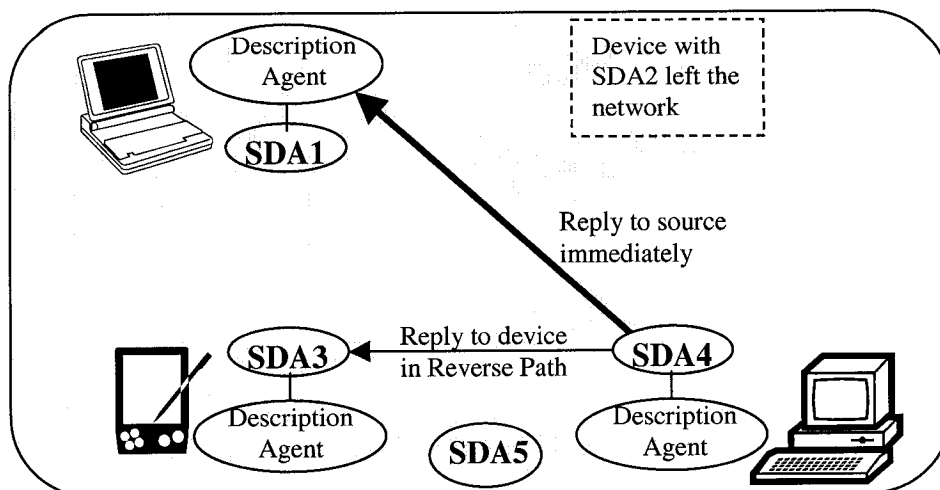 Description
Agent
SDA1
Device with
SDA2 left the
network
Reply to source
immediately
SDA3
Reply to device
in Reverse Path
SDA4
Description
Agent
SDA5
Description
Agent